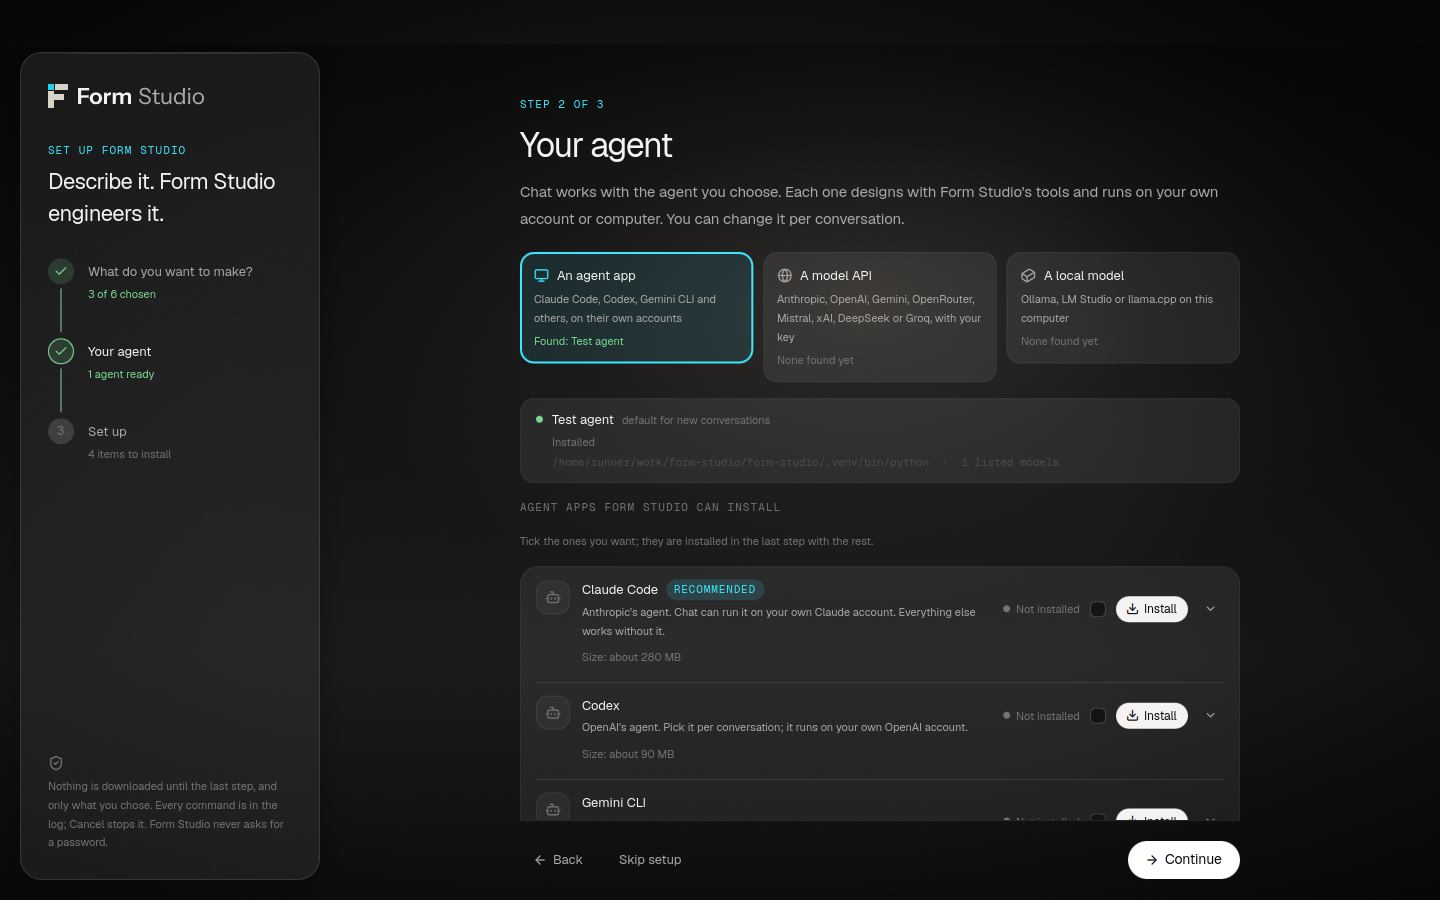 Form Studio
SET UP FORM STUDIO
Describe it. Form Studio
engineers it.
What do you want to make?
3 of 6 chosen
Your agent
1 agent ready
3
Set up
4 items to install
Nothing is downloaded until the last step, and
only what you chose. Every command is in the
log; Cancel stops it. Form Studio never asks for
a password.
STEP 2 OF 3
Your agent
Chat works with the agent you choose. Each one designs with Form Studio's tools and runs on your own
account or computer. You can change it per conversation.
An agent app
Claude Code, Codex, Gemini CLI and
others, on their own accounts
Found: Test agent
A model API
Anthropic, OpenAI, Gemini, OpenRouter,
Mistral, xAI, DeepSeek or Groq, with your
key
None found yet
A local model
Ollama, LM Studio or llama.cpp on this
computer
None found yet
Test agent default for new conversations
Installed
/home/runner/work/form-studio/form-studio/.venv/bin/python · 1 listed models
AGENT APPS FORM STUDIO CAN INSTALL
Tick the ones you want; they are installed in the last step with the rest.
Claude Code RECOMMENDED
Anthropic's agent. Chat can run it on your own Claude account. Everything else
works without it.
Size: about 280 MB
Not installed
Install
Codex
OpenAI's agent. Pick it per conversation; it runs on your own OpenAI account.
Size: about 90 MB
Not installed
Install
Gemini CLI
Back
Skip setup
Continue